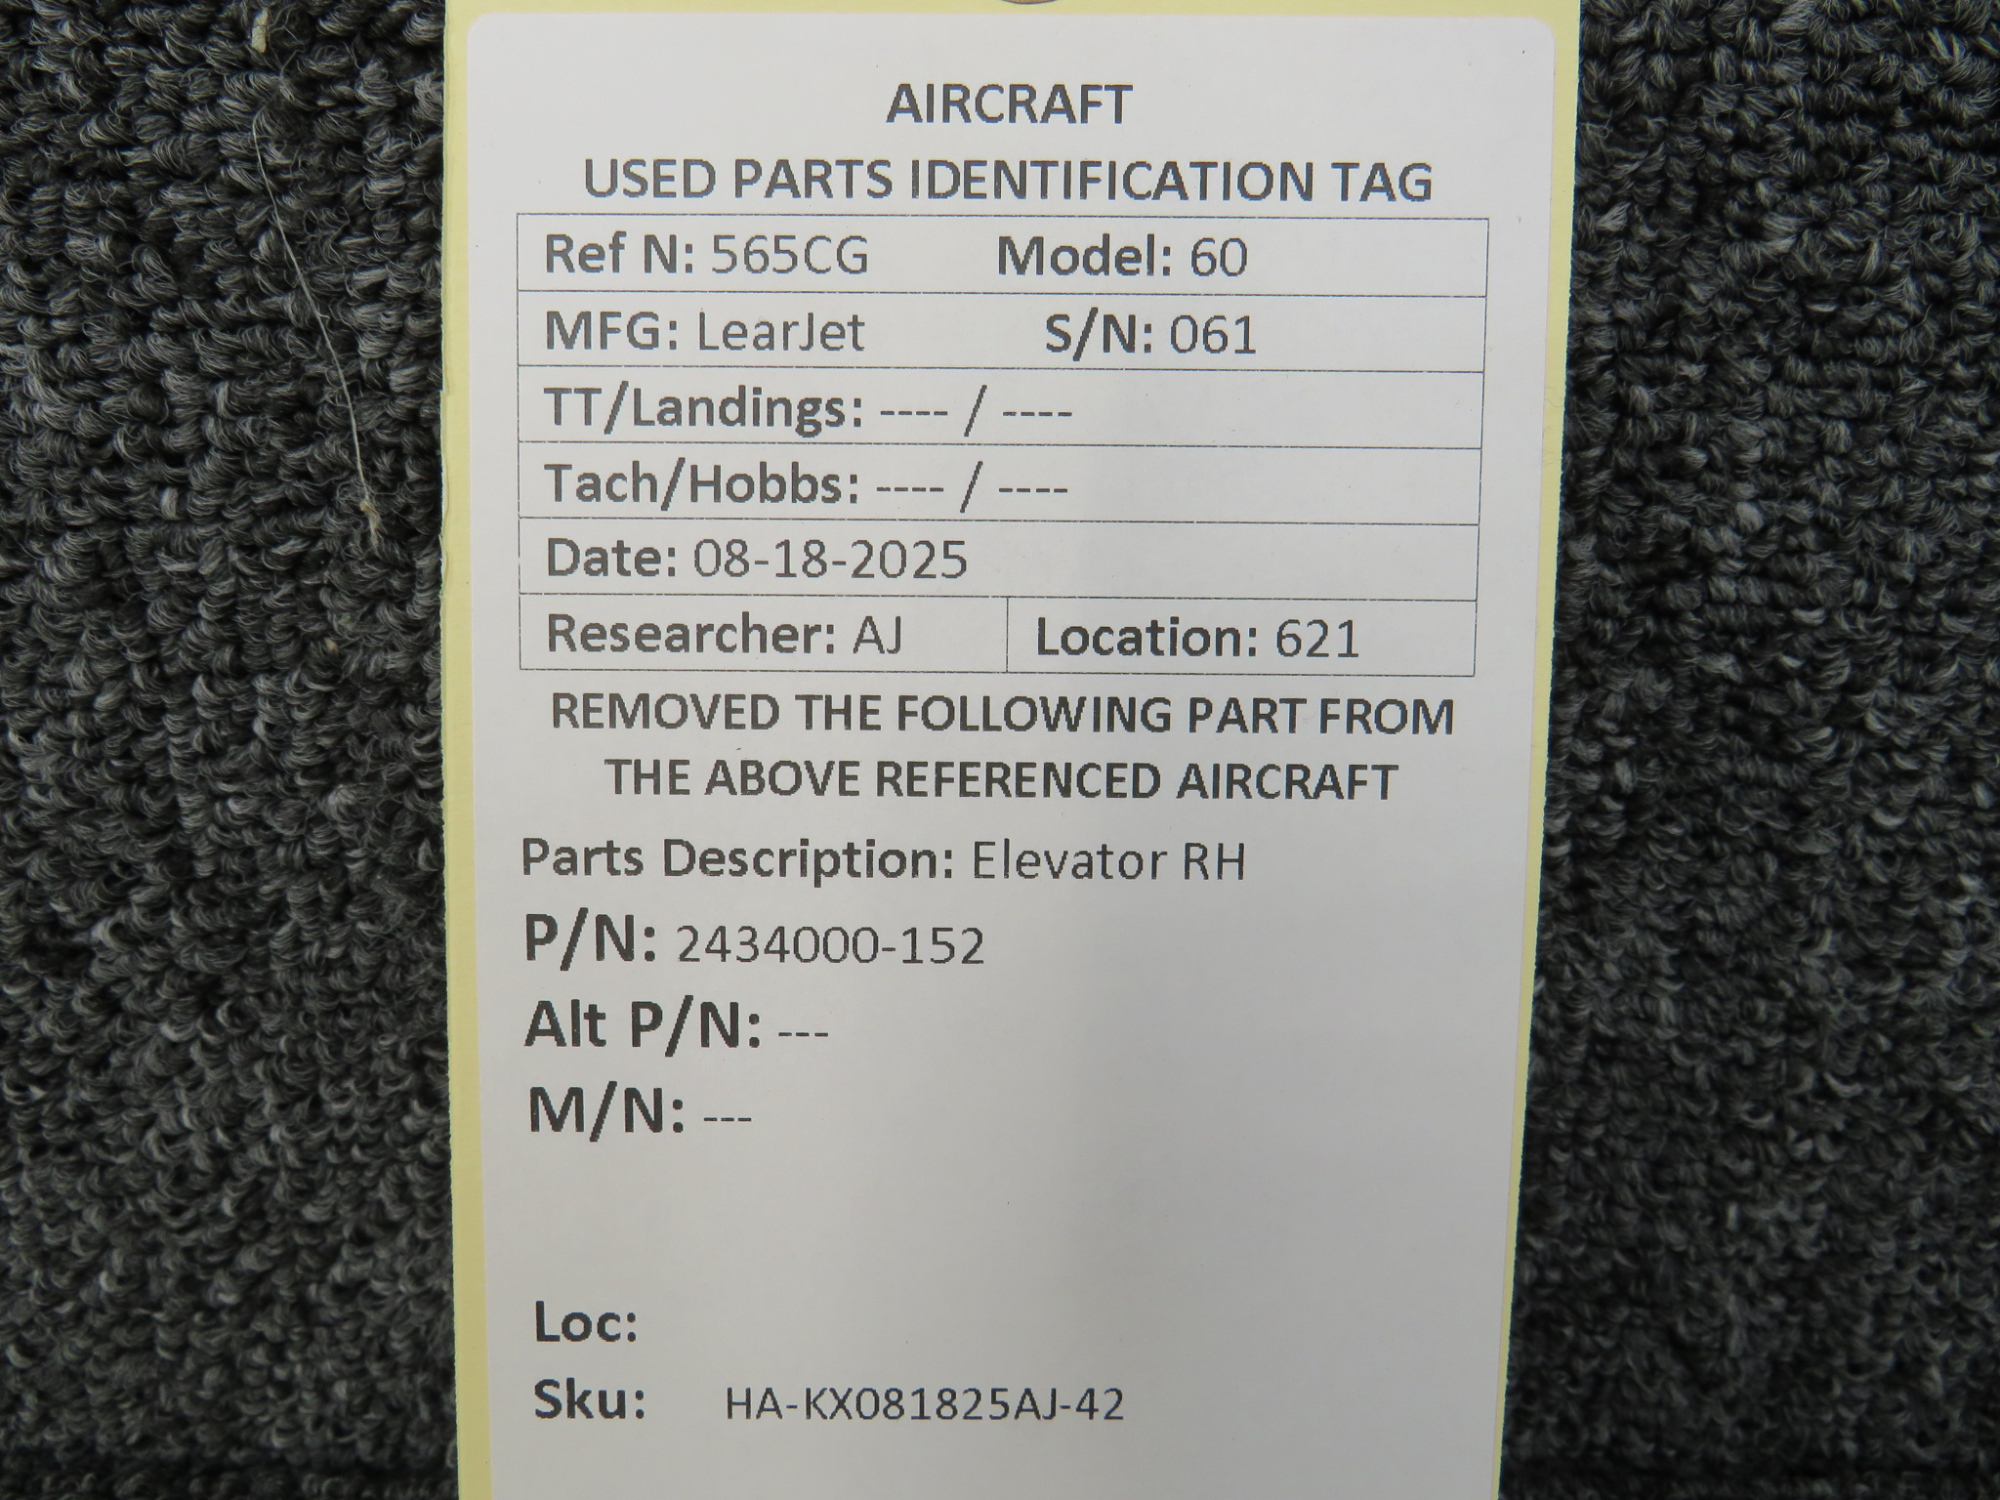 AIRCRAFT
USED PARTS IDENTIFICATION TAG
Ref N: 565CG Model: 60
MFG: LearJet S/N: 061
TT/Landings: ---- / ----
Tach/Hobbs: ---- / ----
Date: 08-18-2025
Researcher: AJ Location: 621
REMOVED THE FOLLOWING PART FROM
THE ABOVE REFERENCED AIRCRAFT
Parts Description: Elevator RH
P/N: 2434000-152
Alt P/N: ---
M/N: ---
Loc:
Sku: HA-KX081825AJ-42